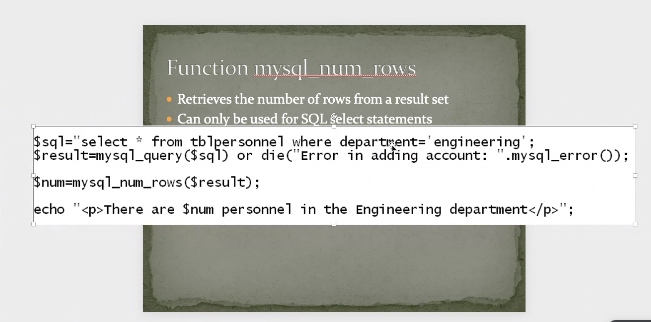 Function mysql_num_rows
• Retrieves the number of rows from a result set
• Can only be used for SQL select statements
$sql="select * from tblpersonnel where department='engineering';
$result=mysql_query($sql) or die("Error in adding account: ".mysql_error());
$num=mysql_num_rows($result);
echo "<p>There are $num personnel in the Engineering department</p>";